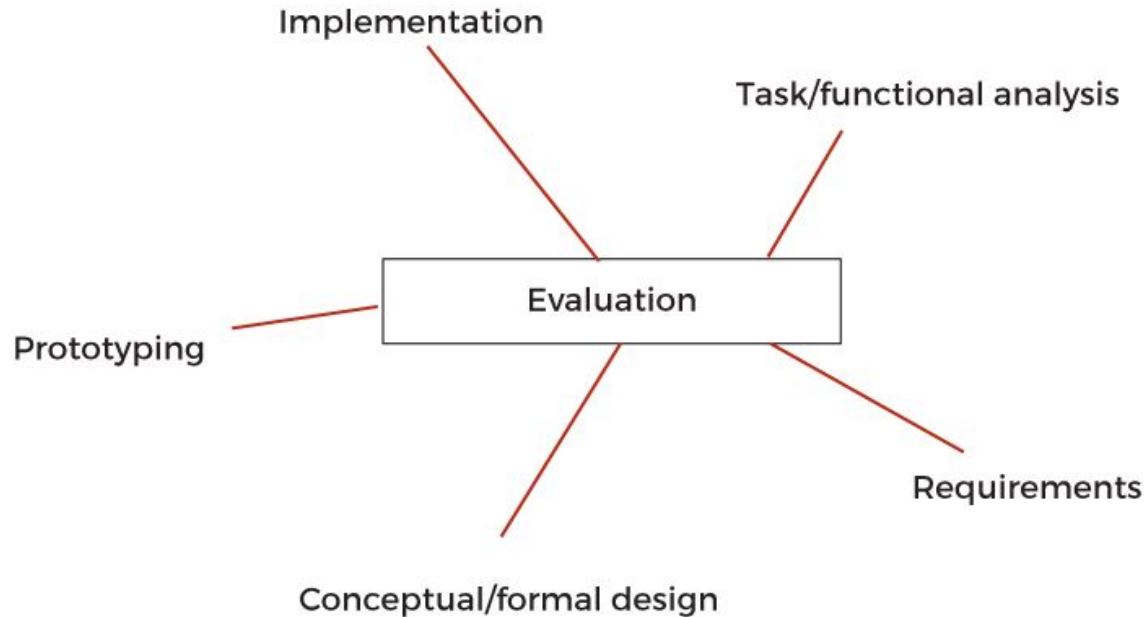 Implementation
Task/functional analysis
Evaluation
Prototyping
Requirements
Conceptual/formal design